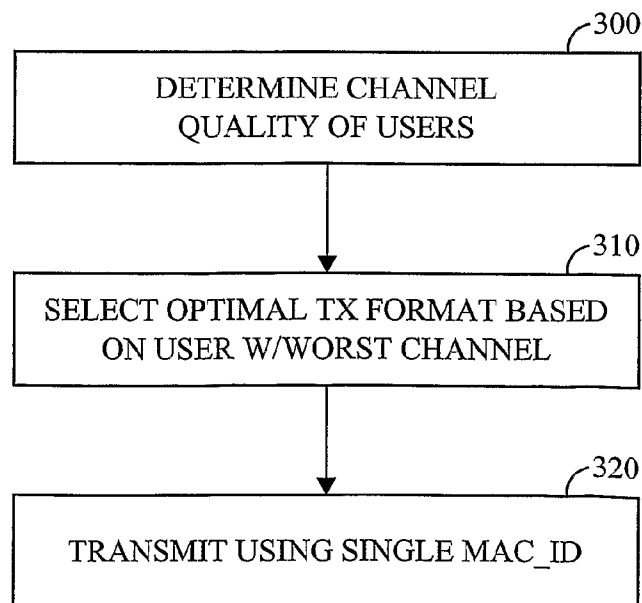 300
DETERMINE CHANNEL
QUALITY OF USERS
310
SELECT OPTIMAL TX FORMAT BASED
ON USER W/WORST CHANNEL
320
TRANSMIT USING SINGLE MAC_ID